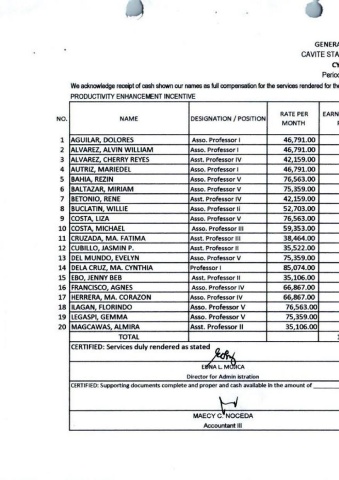 GENERA
CAVITE STA
CY
Perio
We acknowledge receipt of cash shown our names as full compensation for the services rendered for the
PRODUCTIVITY ENHANCEMENT INCENTIVE
NO. NAME DESIGNATION / POSITION RATE PER MONTH EARN
1 AGUILAR, DOLORES Asso. Professor I 46,791.00
2 ALVAREZ, ALVIN WILLIAM Asso. Professor I 46,791.00
3 ALVAREZ, CHERRY REYES Asst. Professor IV 42,159.00
4 AUTRIZ, MARIEDEL Asso. Professor I 46,791.00
5 BAHIA, REZIN Asso. Professor V 76,563.00
6 BALTAZAR, MIRIAM Asso. Professor V 75,359.00
7 BETONIO, RENE Asst. Professor IV 42,159.00
8 BUCLATIN, WILLIE Asso. Professor II 52,703.00
9 COSTA, LIZA Asso. Professor V 76,563.00
10 COSTA, MICHAEL Asso. Professor III 59,353.00
11 CRUZADA, MA. FATIMA Asst. Professor III 38,464.00
12 CUBILLO, JASMIN P. Asst. Professor II 35,522.00
13 DEL MUNDO, EVELYN Asso. Professor V 75,359.00
14 DELA CRUZ, MA. CYNTHIA Professor I 85,074.00
15 EBO, JENNY BEB Asst. Professor II 35,106.00
16 FRANCISCO, AGNES Asso. Professor IV 66,867.00
17 HERRERA, MA. CORAZON Asso. Professor IV 66,867.00
18 ILAGAN, FLORINDO Asso. Professor V 76,563.00
19 LEGASPI, GEMMA Asso. Professor V 75,359.00
20 MAGCAWAS, ALMIRA Asst. Professor II 35,106.00
TOTAL
CERTIFIED: Services duly rendered as stated
EDNA L. MOJICA
Director for Admin istration
CERTIFIED: Supporting documents complete and proper and cash available in the amount of
MAECY C. NOCEDA
Accountant III